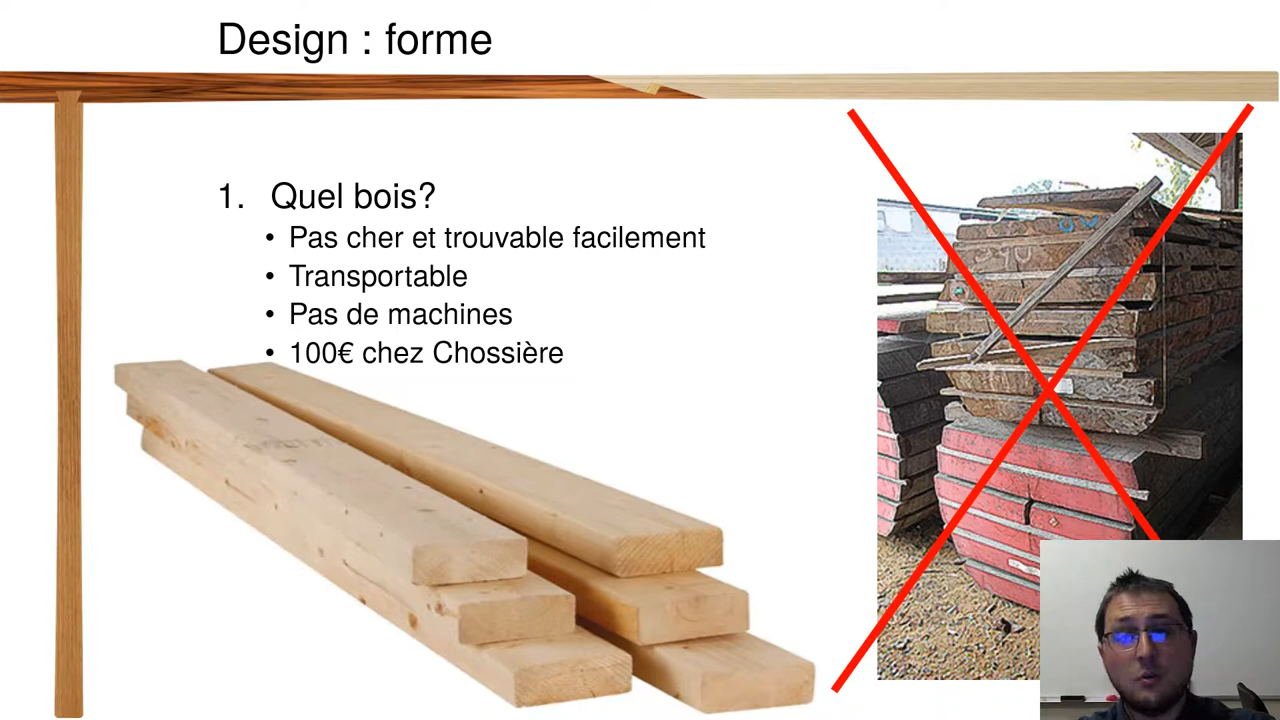 Design : forme
1. Quel bois?
• Pas cher et trouvable facilement
• Transportable
• Pas de machines
• 100€ chez Chossière